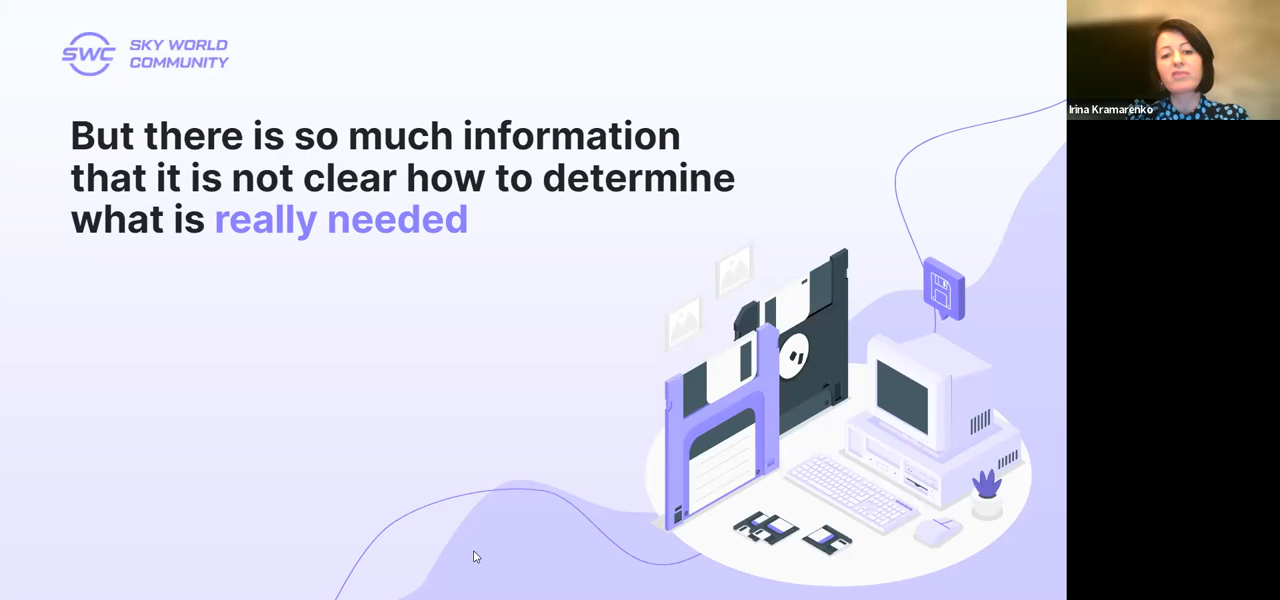 SWC SKY WORLD
COMMUNITY
But there is so much information
that it is not clear how to determine
what is really needed
Irina Kramarenko